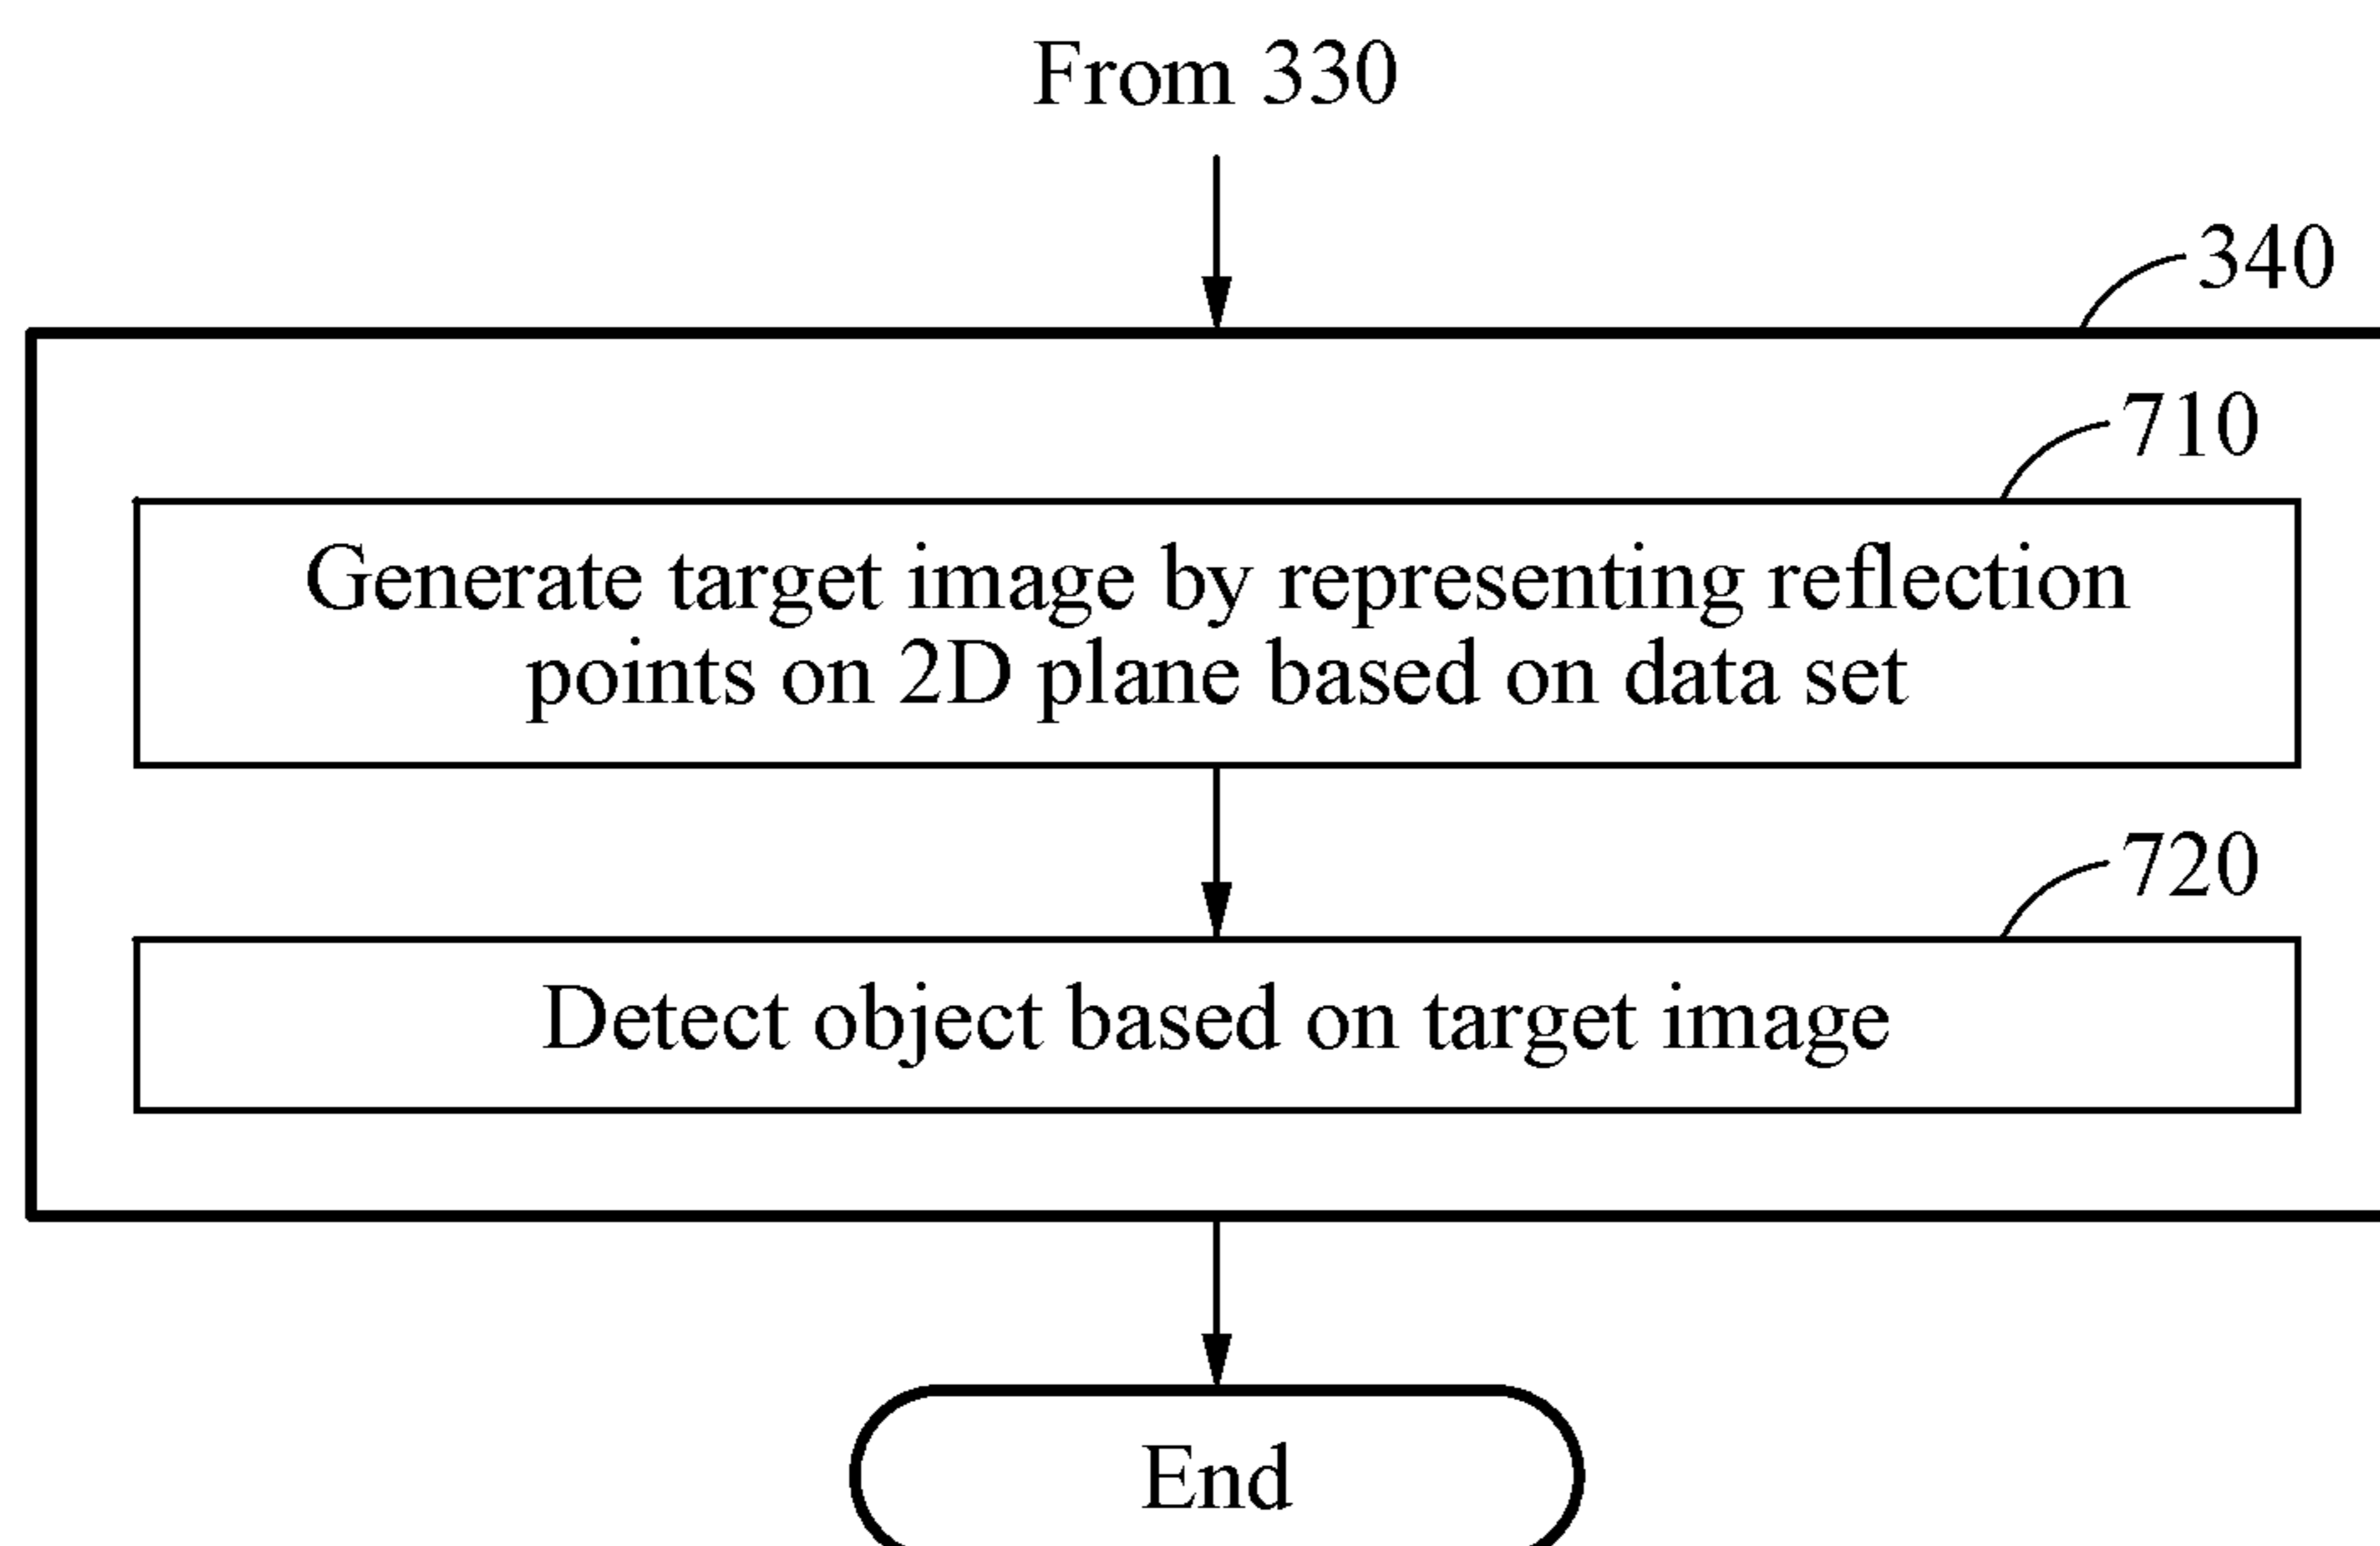 From 330
340
710
Generate target image by representing reflection
points on 2D plane based on data set
720
Detect object based on target image
End